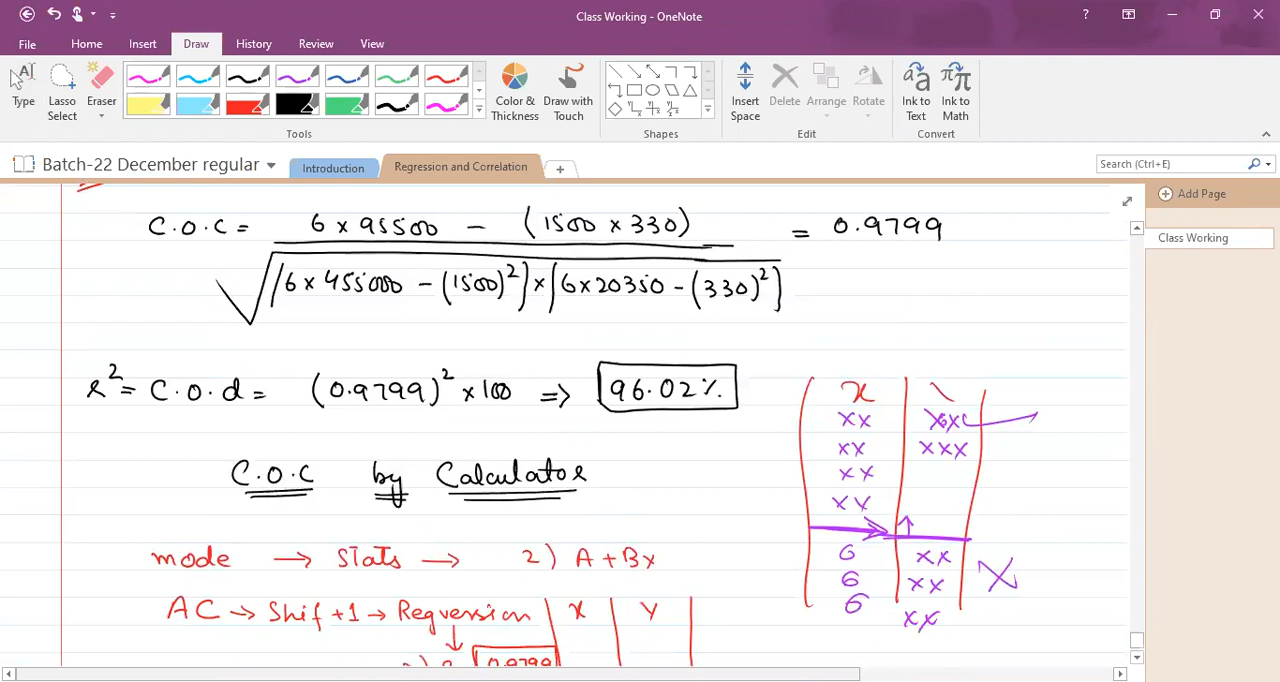 Class Working - OneNote
File Home Insert Draw History Review View
Type Lasso Select Eraser Color & Thickness Draw with Touch Insert Space Delete Arrange Rotate Ink to Text Ink to Math
Tools Shapes Edit Convert
Batch-22 December regular Introduction Regression and Correlation Search (Ctrl+E)
Add Page
Class Working
C.O.C = 6 x 95500 - (1500 x 330) = 0.9799
√[6 x 455000 - (1500)² ] x [6 x 20350 - (330)²]
r² = C.O.d = (0.9799)² x 100 => 96.02%
C.O.C by Calculator
mode → Stats → 2) A + Bx
AC → Shif + 1 → Regression x y
0.9799
x
xx
xx xxx
xx
xx
6 xx
6 xx
6 xx